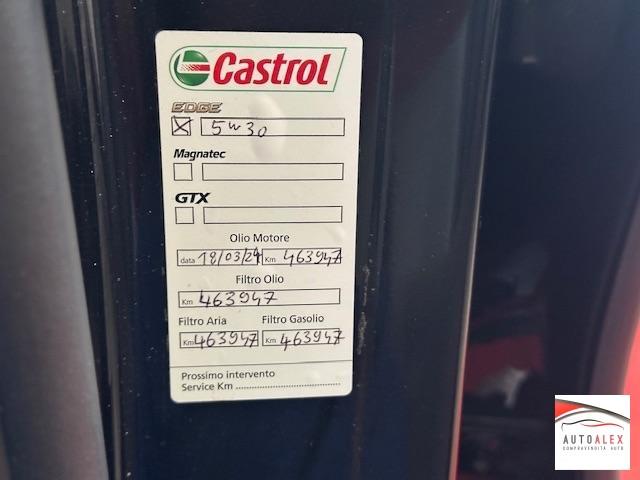 Castrol
EDGE
5w30
Magnatec
GTX
Olio Motore
data 18/03/24 Km 463947
Filtro Olio
Km 463947
Filtro Aria Filtro Gasolio
Km 463947 Km 463947
Prossimo intervento
Service Km
AUTOALEX
COMPRAVENDITA AUTO